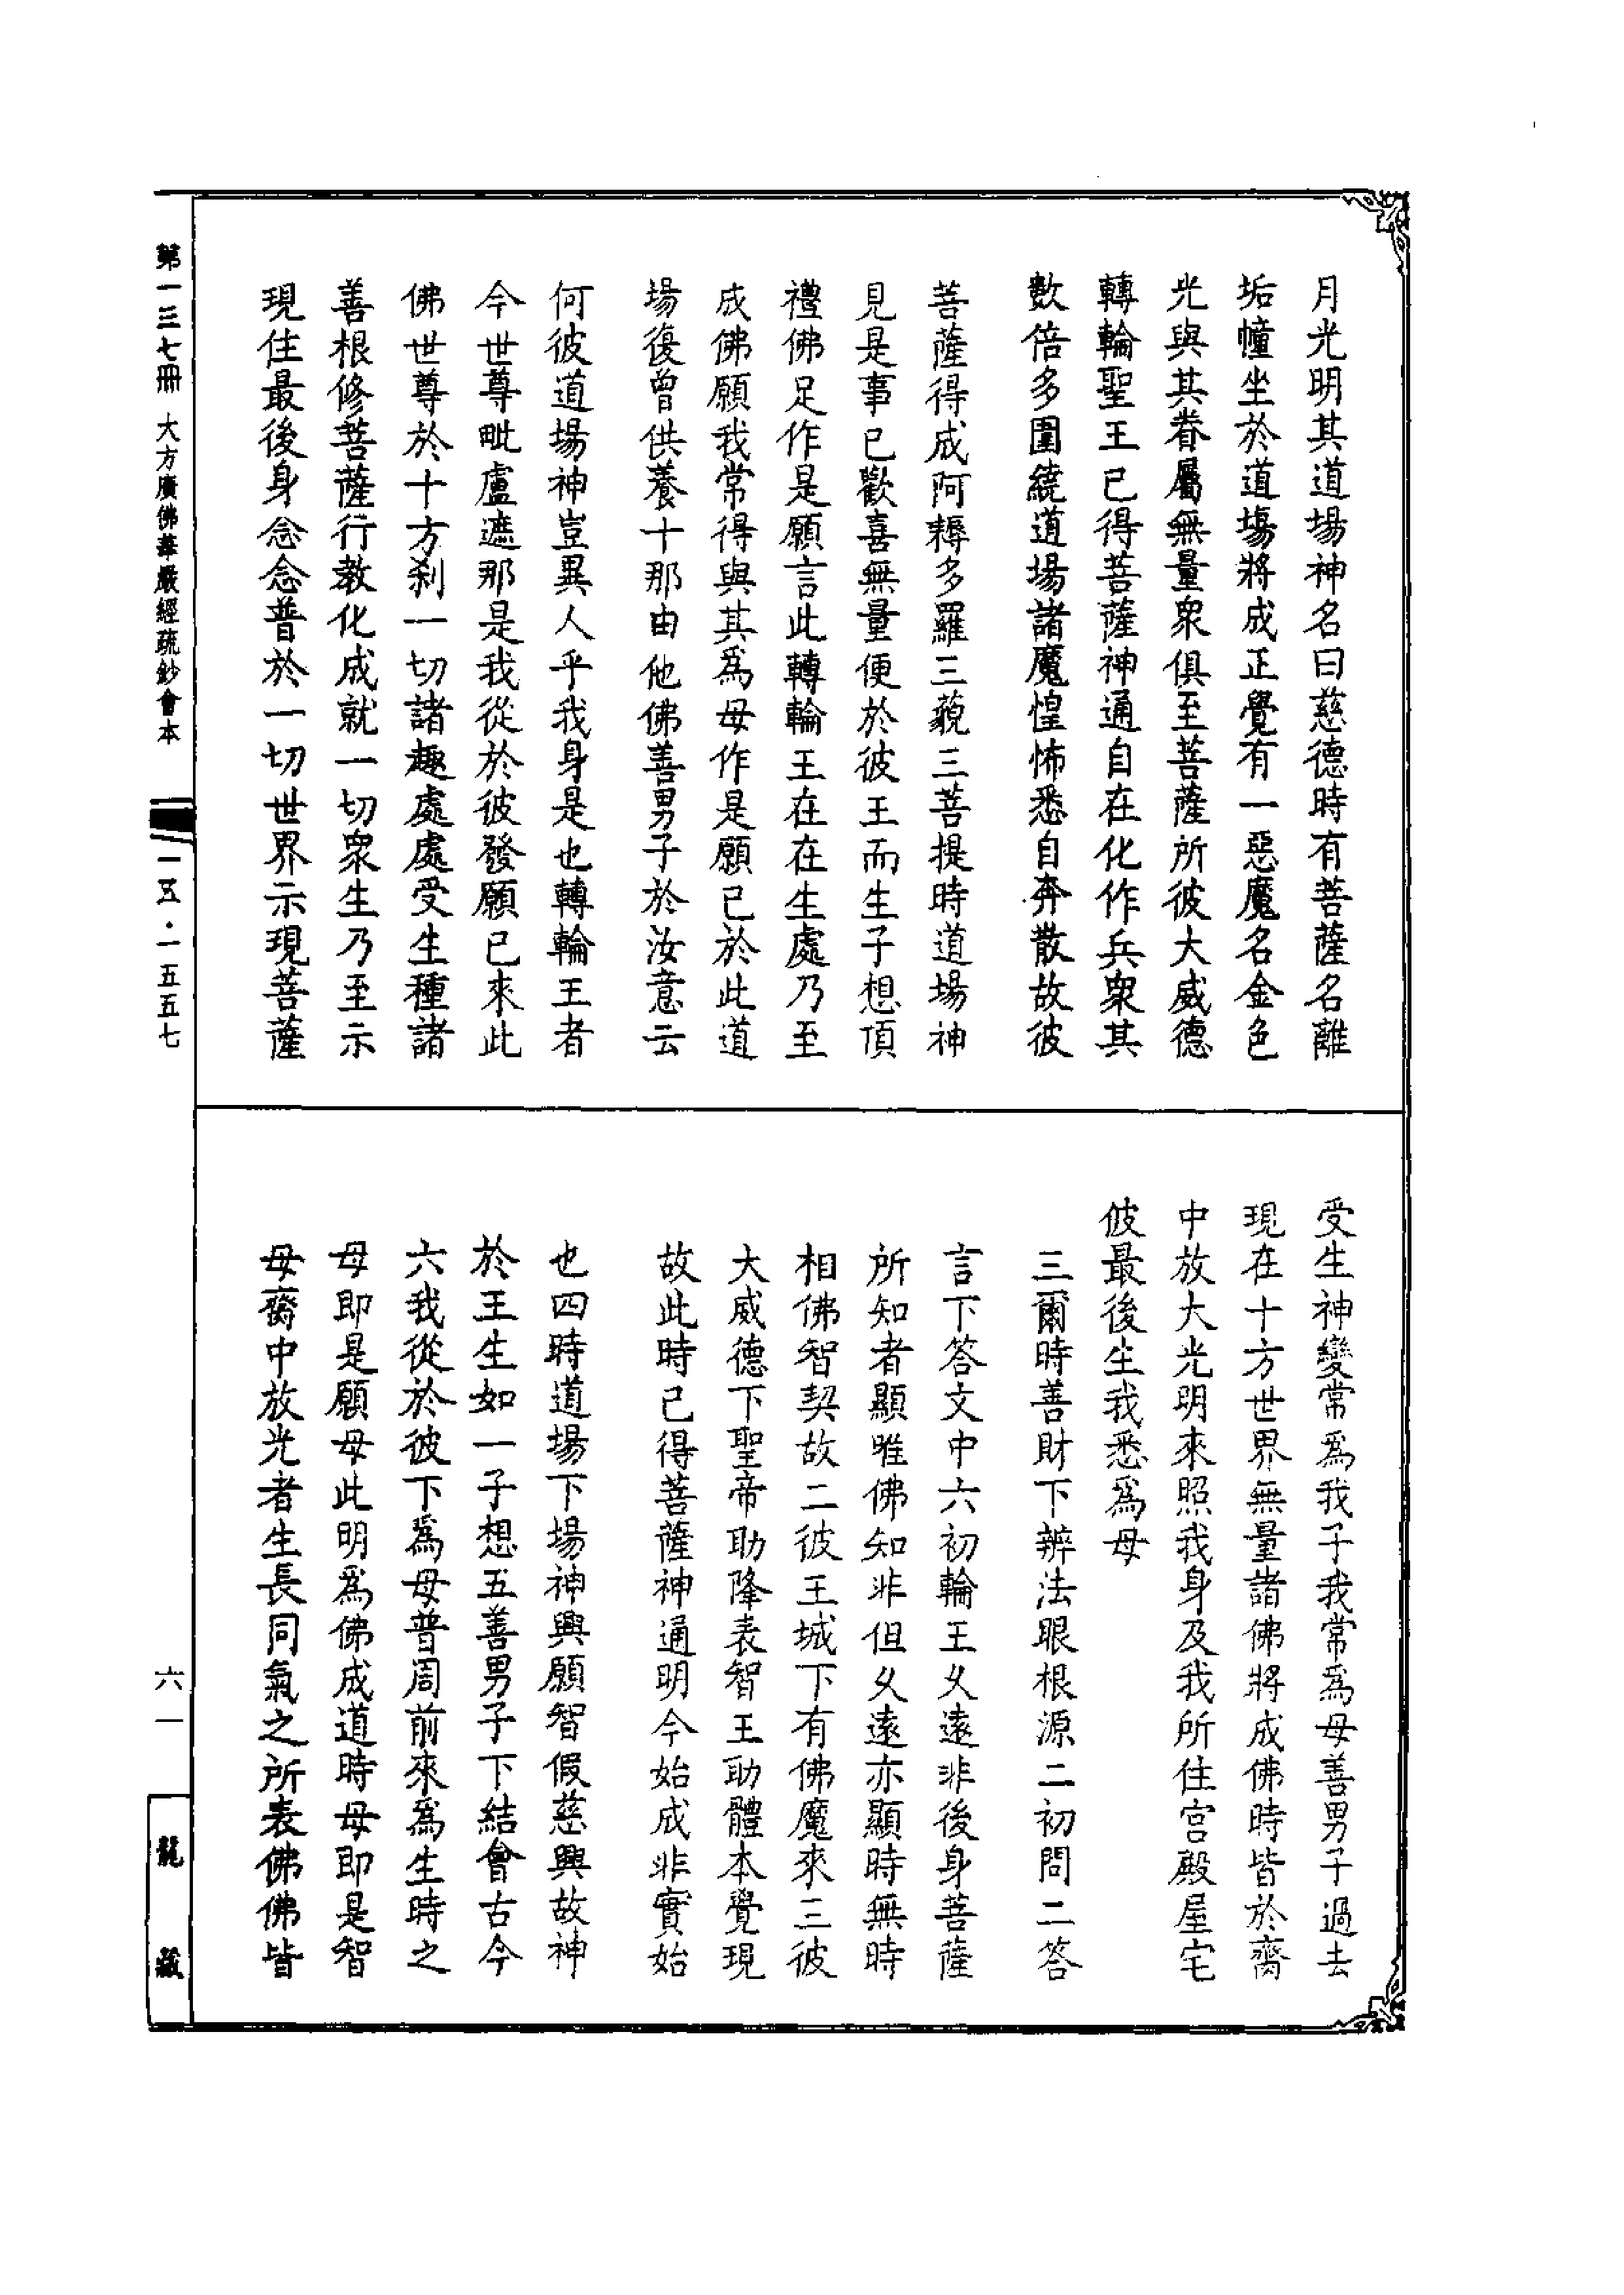 月光明其道場神名曰慈德時有菩薩名離
垢幢坐於道場將成正覺有一惡魔名金色
光與其眷屬無量衆俱至菩薩所彼大威德
轉輪聖王已得菩薩神通自在化作兵衆其
數倍多圍繞道場諸魔惶怖悉自奔散故彼
菩薩得成阿耨多羅三藐三菩提時道場神
見是事已歡喜無量便於彼王而生子想頂
禮佛足作是願言此轉輪王在在生處乃至
成佛願我常得與其爲母作是願已於此道
場復曾供養十那由他佛善男子於汝意云
何彼道場神豈異人乎我身是也轉輪王者
今世尊毗盧遮那是我從於彼發願已來此
佛世尊於十方刹一切諸趣處處受生種諸
善根修菩薩行教化成就一切衆生乃至示
現住最後身念念普於一切世界示現菩薩
受生神變常爲我子我常爲母善男子過去
現在十方世界無量諸佛將成佛時皆於臍
中放大光明來照我身及我所住宮殿屋宅
彼最後生我悉爲母
三爾時善財下辨法眼根源二初問二答
言下答文中六初輪王乆遠非後身菩薩
所知者顯唯佛知非但乆遠亦顯時無時
相佛智契故二彼王城下有佛魔來三彼
大威德下聖帝助降表智王助體本覺現
故此時已得菩薩神通明今始成非實始
也四時道場下場神興願智假慈興故神
於王生如一子想五善男子下結會古今
六我從於彼下爲母普周前來爲生時之
母即是願母此明爲佛成道時母即是智
母臍中放光者生長同氣之所表佛佛皆
第一三七冊 大方廣佛華嚴經疏鈔會本
一五·一五五七
六一
龍藏